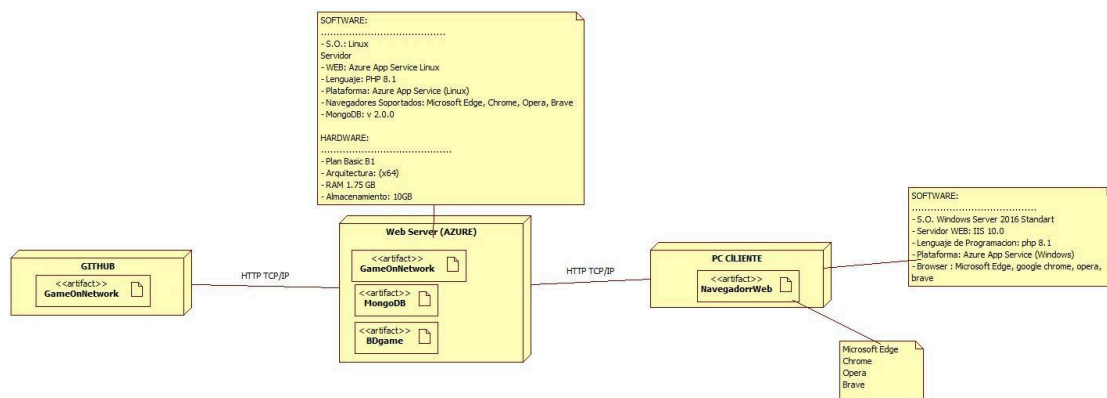 SOFTWARE:
............................................
- S.O.: Linux
Servidor
- WEB: Azure App Service Linux
- Lenguaje: PHP 8.1
- Plataforma: Azure App Service (Linux)
- Navegadores Soportados: Microsoft Edge, Chrome, Opera, Brave
- MongoDB: v 2.0.0
HARDWARE:
..............................................
- Plan Basic B1
- Arquitectura: (x64)
- RAM 1.75 GB
- Almacenamiento: 10GB
GITHUB
<<artifact>>
GameOnNetwork
HTTP TCP/IP
Web Server (AZURE)
<<artifact>>
GameOnNetwork
<<artifact>>
MongoDB
<<artifact>>
BDgame
HTTP TCP/IP
PC CILIENTE
<<artifact>>
NavegadorrWeb
SOFTWARE:
............................................
- S.O. Windows Server 2016 Standart
- Servidor WEB: IIS 10.0
- Lenguaje de Programacion: php 8.1
- Plataforma: Azure App Service (Windows)
- Browser : Microsoft Edge, google chrome, opera,
brave
Microsoft Edge
Chrome
Opera
Brave